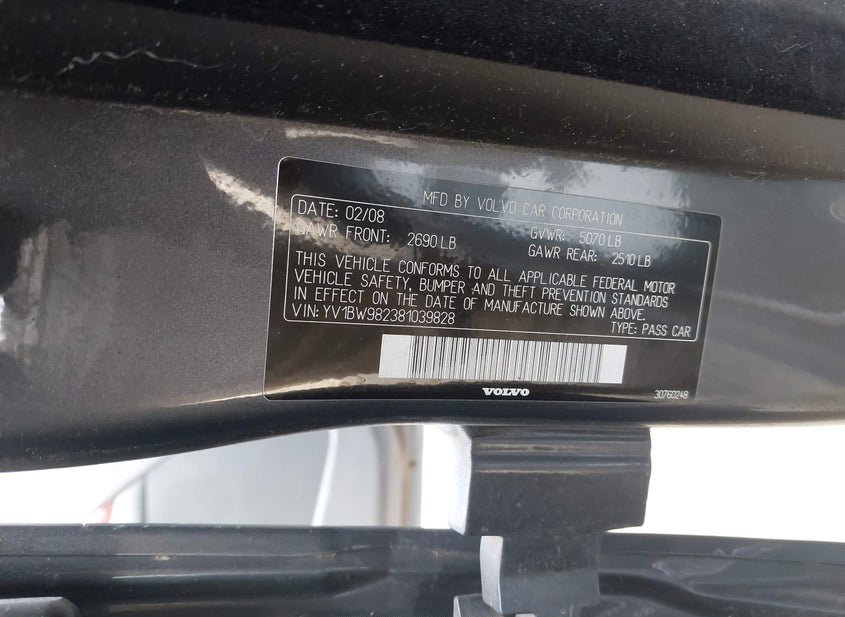 MFD BY VOLVO CAR CORPORATION
DATE: 02/08 GVWR: 5070 LB
GAWR FRONT: 2690 LB GAWR REAR: 2510 LB
THIS VEHICLE CONFORMS TO ALL APPLICABLE FEDERAL MOTOR
VEHICLE SAFETY, BUMPER AND THEFT PREVENTION STANDARDS
IN EFFECT ON THE DATE OF MANUFACTURE SHOWN ABOVE.
VIN: YV1BW982381039828 TYPE: PASS CAR
VOLVO 30760248